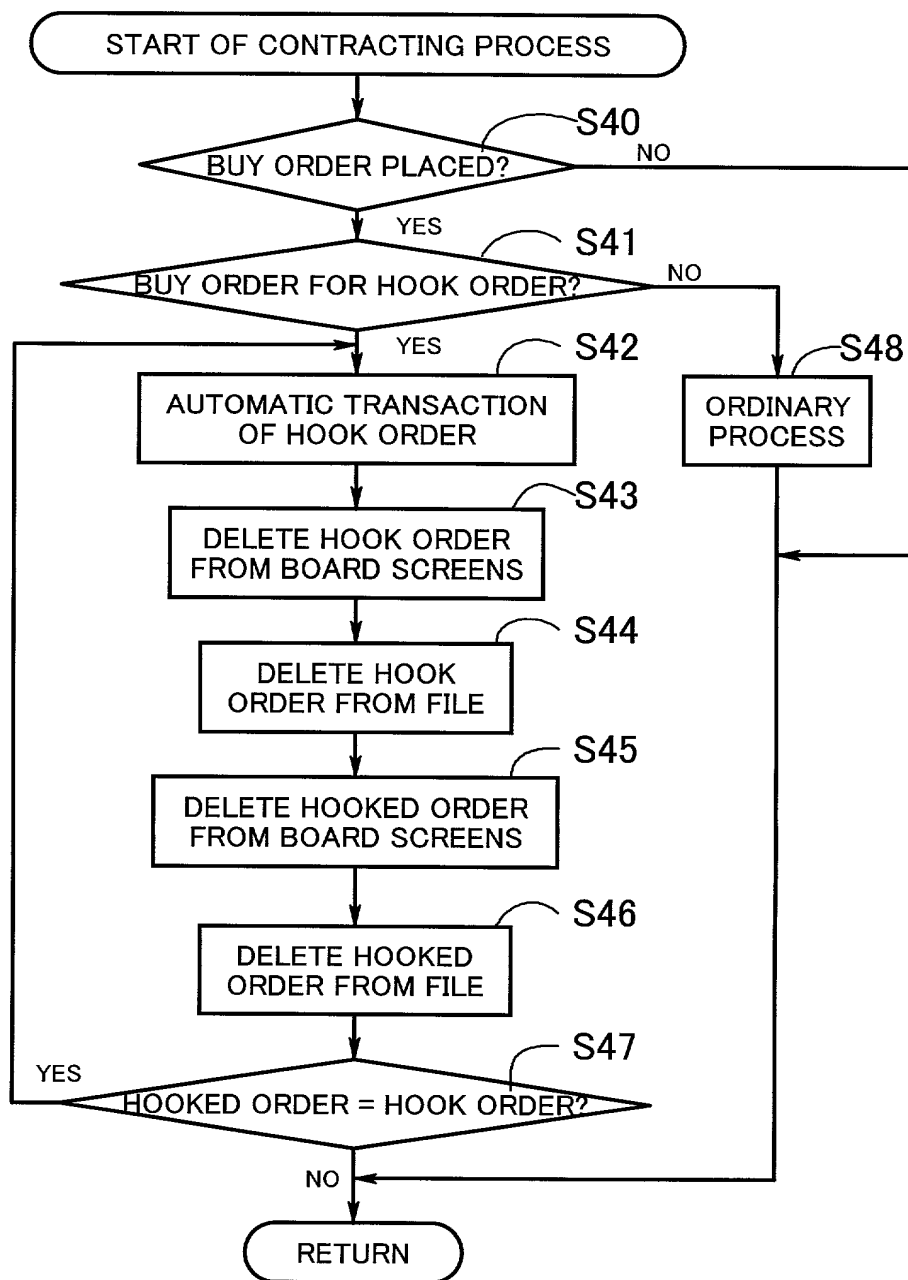 START OF CONTRACTING PROCESS
S40
BUY ORDER PLACED?
NO
YES
S41
BUY ORDER FOR HOOK ORDER?
NO
YES
S42
S48
AUTOMATIC TRANSACTION
OF HOOK ORDER
ORDINARY
PROCESS
S43
DELETE HOOK ORDER
FROM BOARD SCREENS
S44
DELETE HOOK
ORDER FROM FILE
S45
DELETE HOOKED ORDER
FROM BOARD SCREENS
S46
DELETE HOOKED
ORDER FROM FILE
S47
YES
HOOKED ORDER = HOOK ORDER?
NO
RETURN